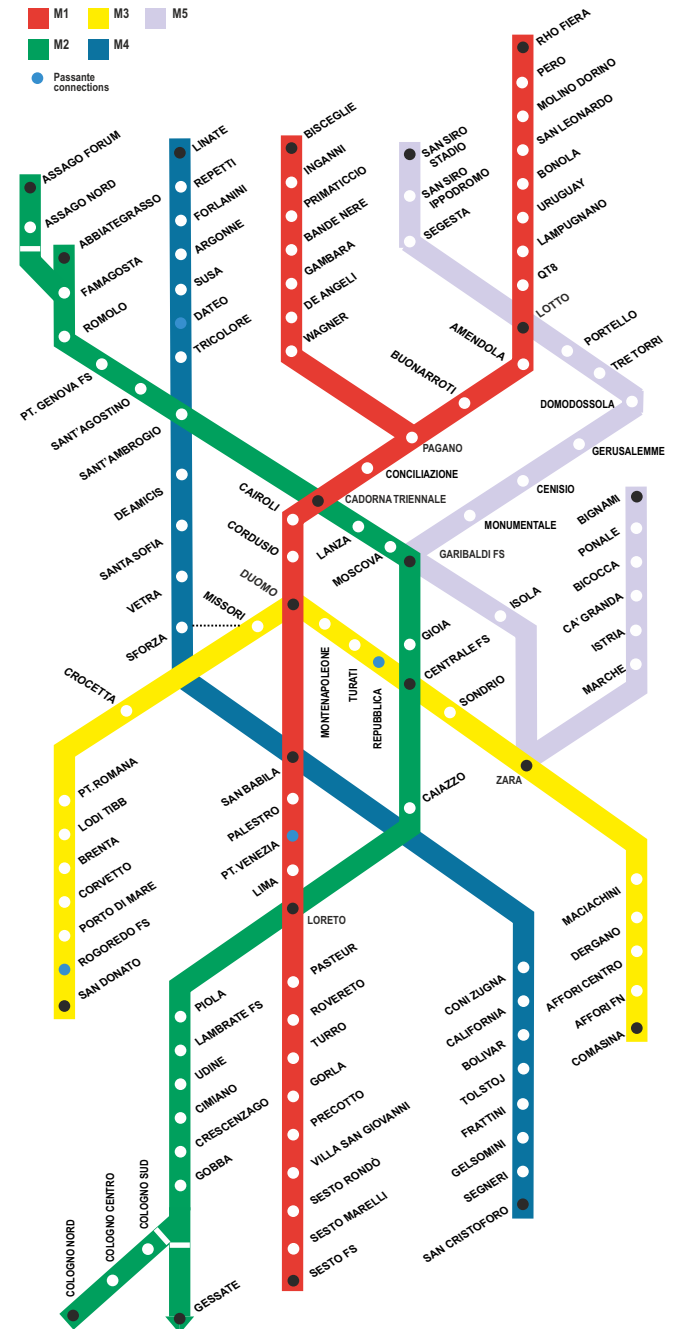 M1
M3
M5
M2
M4
Passante
connections
ASSAGO FORUM
ASSAGO NORD
ABBIATEGRASSO
FAMAGOSTA
ROMOLO
PT. GENOVA FS
SANT'AGOSTINO
SANT'AMBROGIO
LINATE
REPETTI
FORLANINI
ARGONNE
SUSA
DATEO
TRICOLORE
DE AMICIS
SANTA SOFIA
VETRA
SFORZA
BISCEGLIE
INGANNI
PRIMATICCIO
BANDE NERE
GAMBARA
DE ANGELI
WAGNER
SAN SIRO
STADIO
SAN SIRO
IPPODROMO
SEGESTA
RHO FIERA
PERO
MOLINO DORINO
SAN LEONARDO
BONOLA
URUGUAY
LAMPUGNANO
QT8
LOTTO
AMENDOLA
BUONARROTI
PAGANO
CONCILIAZIONE
CADORNA TRIENNALE
CAIROLI
CORDUSIO
DUOMO
PORTELLO
TRE TORRI
DOMODOSSOLA
GERUSALEMME
CENISIO
MONUMENTALE
GARIBALDI FS
LANZA
MOSCOVA
ISOLA
BIGNAMI
PONALE
BICOCCA
CA' GRANDA
ISTRIA
MARCHE
ZARA
GIOIA
CENTRALE FS
SONDRIO
CAIAZZO
MISSORI
CROCETTA
MONTENAPOLEONE
TURATI
REPUBBLICA
PT. ROMANA
LODI TIBB
BRENTA
CORVETTO
PORTO DI MARE
ROGOREDO FS
SAN DONATO
SAN BABILA
PALESTRO
PT. VENEZIA
LIMA
LORETO
PASTEUR
ROVERETO
TURRO
GORLA
PRECOTTO
VILLA SAN GIOVANNI
SESTO RONDÒ
SESTO MARELLI
SESTO FS
PIOLA
LAMBRATE FS
UDINE
CIMIANO
CRESCENZAGO
GOBBA
COLOGNO SUD
COLOGNO CENTRO
COLOGNO NORD
GESSATE
MACIACHINI
DERGANO
AFFORI CENTRO
AFFORI FN
COMASINA
CONI ZUGNA
CALIFORNIA
BOLIVAR
TOLSTOJ
FRATTINI
GELSOMINI
SEGNERI
SAN CRISTOFORO